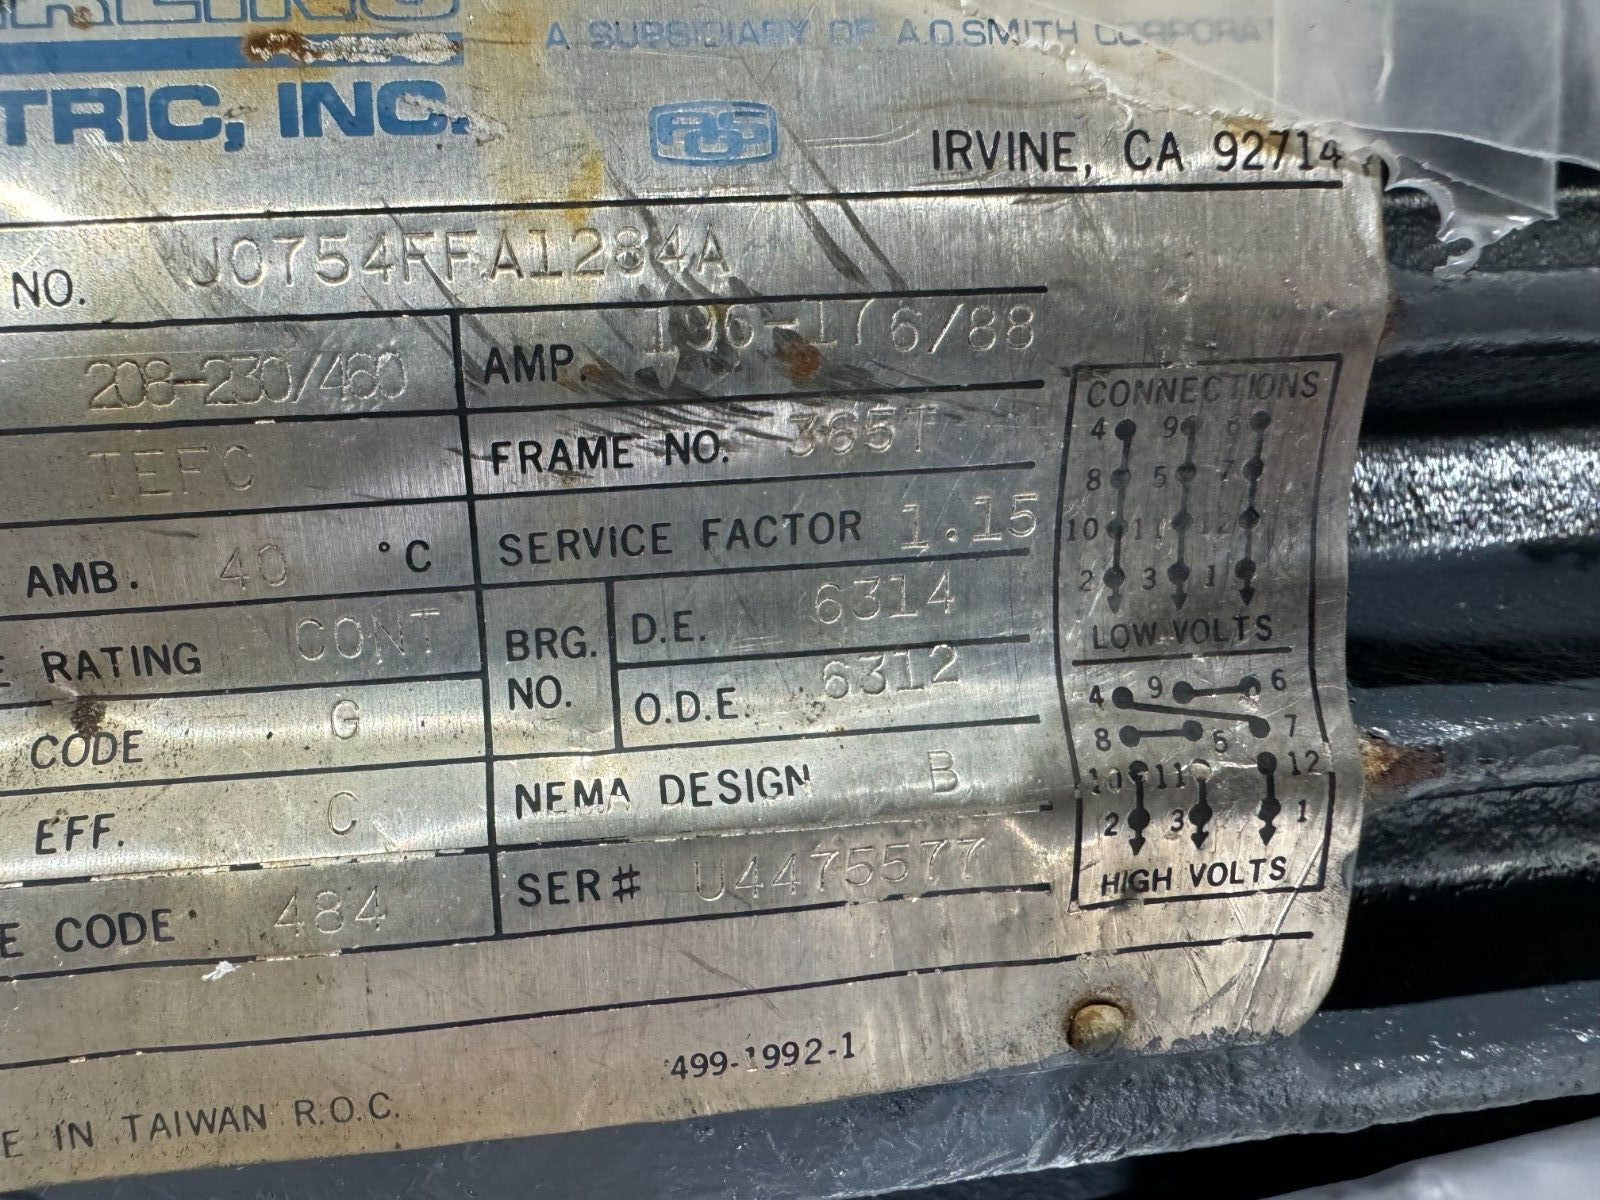 A SUBSIDIARY OF A.O.SMITH CORPORA
TRIC, INC.
IRVINE, CA 92714
NO. J0754FFA1284A
208-230/460 AMP. 196-176/88
TEFC FRAME NO. 365T
AMB. 40 °C SERVICE FACTOR 1.15
E RATING CONT BRG. NO. D.E. 6314
O.D.E. 6312
CODE G
EFF. C NEMA DESIGN B
E CODE 484 SER# U4475577
CONNECTIONS
4 9 6
8 5 7
10 11 12
2 3 1
LOW VOLTS
4 9 6
7
8 5
10 11 12
2 3 1
HIGH VOLTS
499-1992-1
E IN TAIWAN R.O.C.